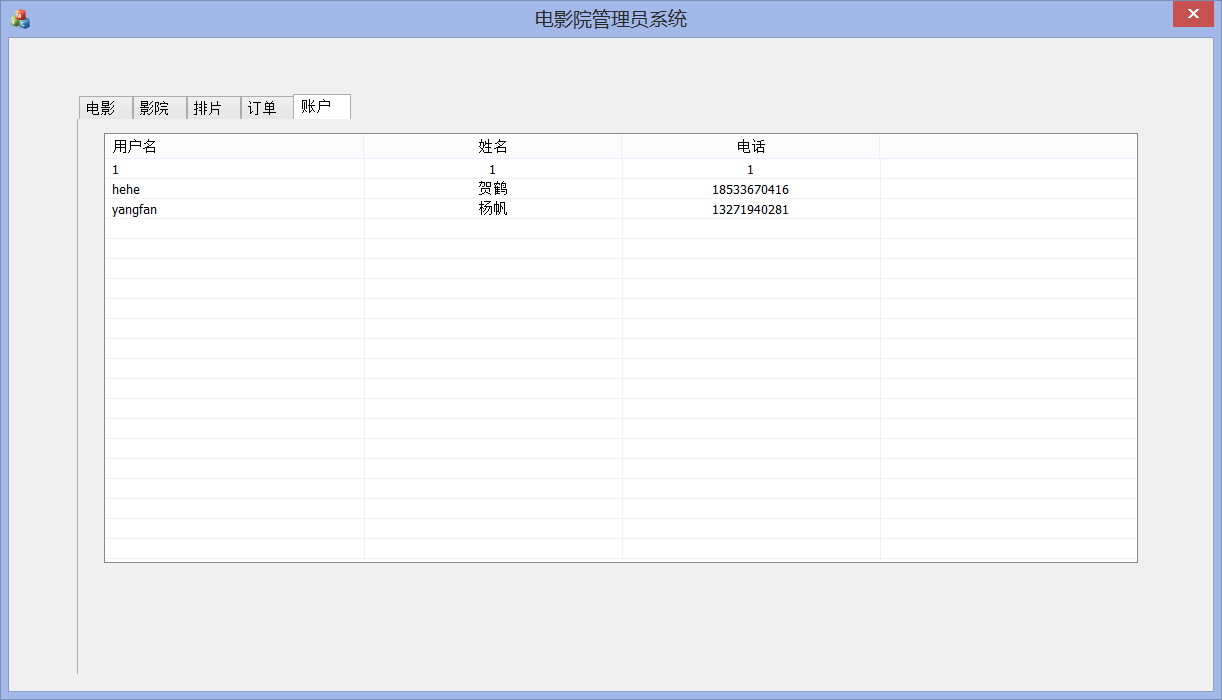 电影院管理员系统
电影 影院 排片 订单 账户
用户名 姓名 电话
1 1 1
hehe 贺鹤 18533670416
yangfan 杨帆 13271940281